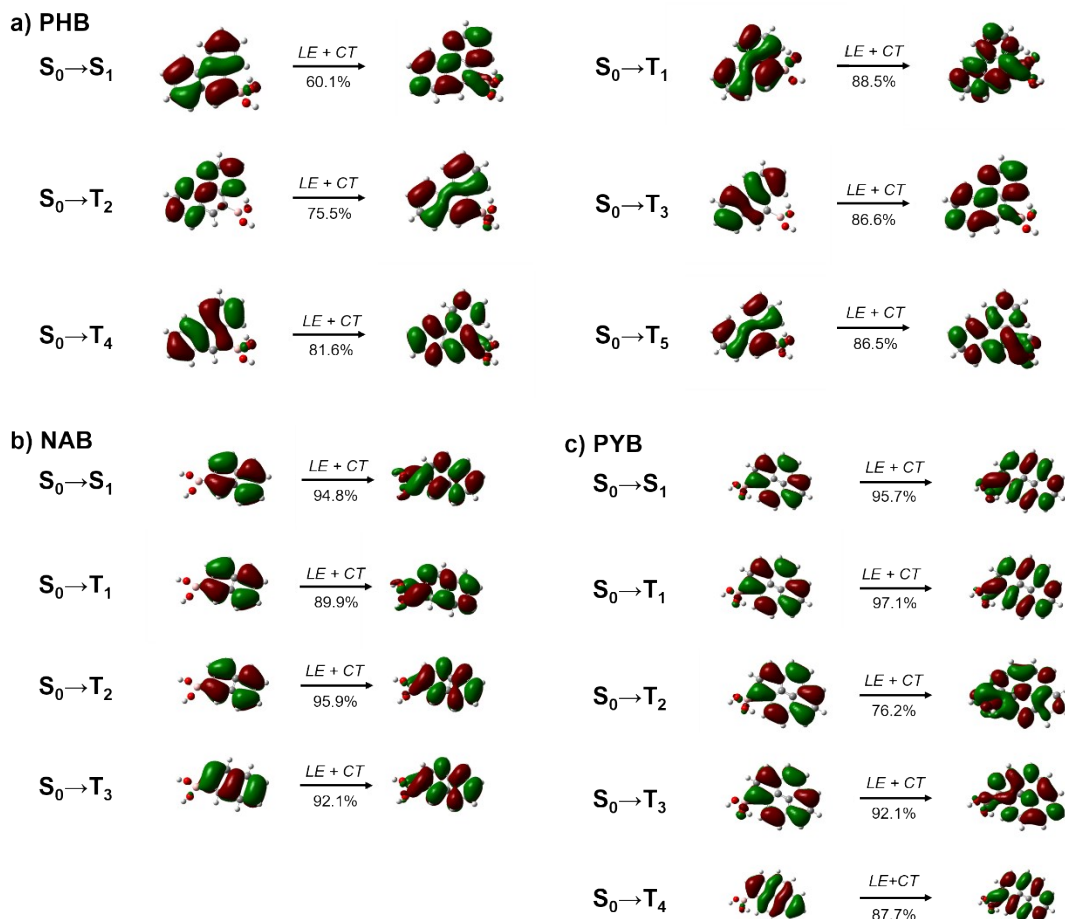 a) PHB
S₀→S₁ LE + CT 60.1%
S₀→T₁ LE + CT 88.5%
S₀→T₂ LE + CT 75.5%
S₀→T₃ LE + CT 86.6%
S₀→T₄ LE + CT 81.6%
S₀→T₅ LE + CT 86.5%
b) NAB
S₀→S₁ LE + CT 94.8%
S₀→T₁ LE + CT 89.9%
S₀→T₂ LE + CT 95.9%
S₀→T₃ LE + CT 92.1%
c) PYB
S₀→S₁ LE + CT 95.7%
S₀→T₁ LE + CT 97.1%
S₀→T₂ LE + CT 76.2%
S₀→T₃ LE + CT 92.1%
S₀→T₄ LE+CT 87.7%